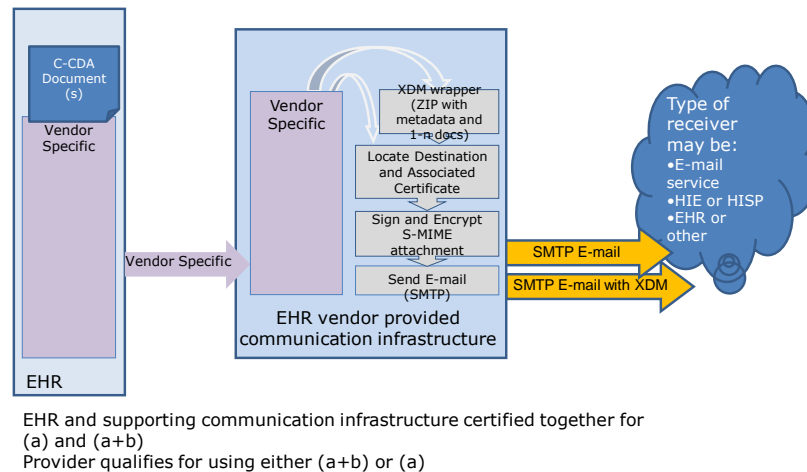 C-CDA
Document
(s)
Vendor
Specific
EHR
Vendor Specific
Vendor
Specific
XDM wrapper
(ZIP with
metadata and
1-n docs)
Locate Destination
and Associated
Certificate
Sign and Encrypt
S-MIME
attachment
Send E-mail
(SMTP)
EHR vendor provided
communication infrastructure
SMTP E-mail
SMTP E-mail with XDM
Type of
receiver
may be:
•E-mail
service
•HIE or HISP
•EHR or
other
EHR and supporting communication infrastructure certified together for
(a) and (a+b)
Provider qualifies for using either (a+b) or (a)